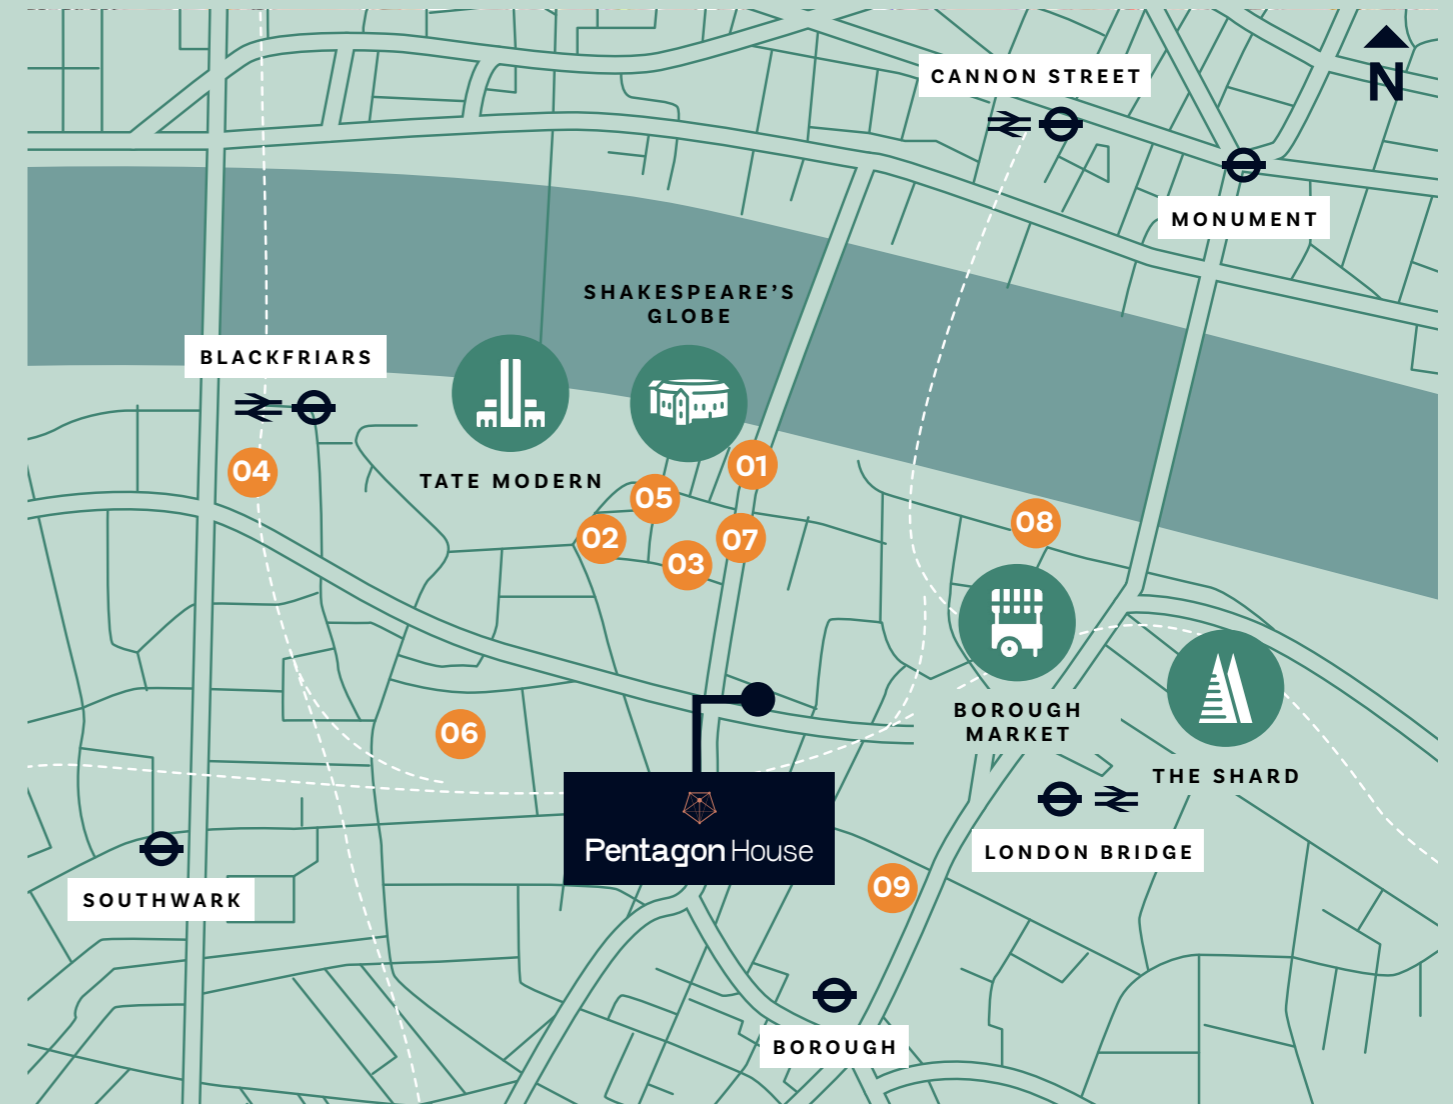 CANNON STREET
N
MONUMENT
SHAKESPEARE’S
GLOBE
BLACKFRIARS
TATE MODERN
04
01
05
02
07
03
08
BOROUGH
MARKET
06
THE SHARD
Pentagon House
LONDON BRIDGE
SOUTHWARK
09
BOROUGH